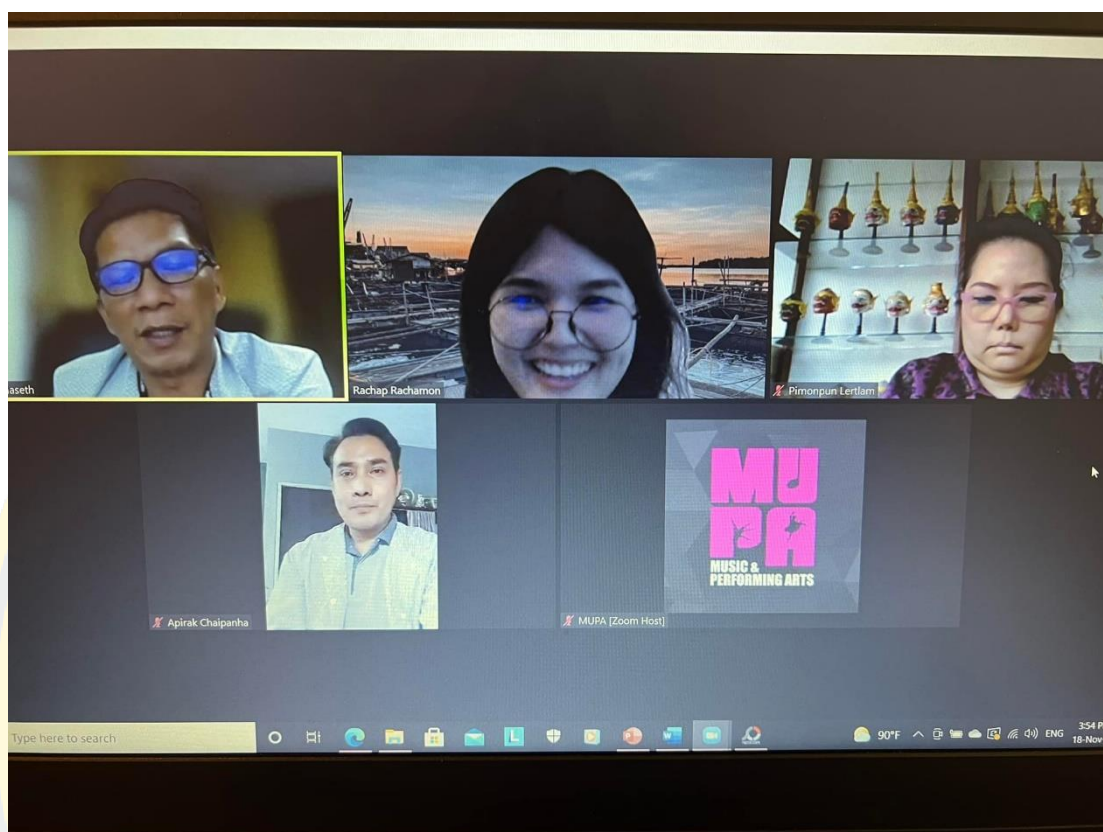 aseth
Rachap Rachamon
Pimonpun Lertlam
Apirak Chaipanha
MU
PA
MUSIC &
PERFORMING ARTS
MUPA [Zoom Host]
Type here to search
L
90°F
ENG
3:54 P
18-Nov